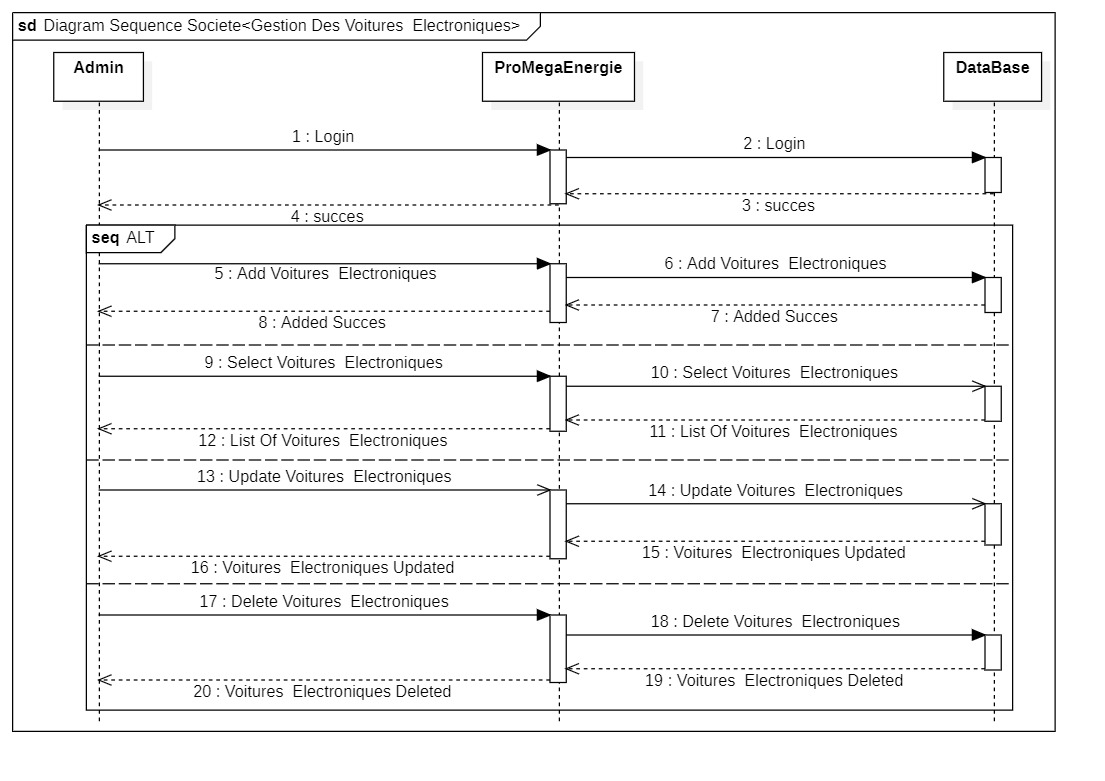 sd Diagram Sequence Societe<Gestion Des Voitures  Electroniques>
Admin
ProMegaEnergie
DataBase
1 : Login
2 : Login
3 : succes
4 : succes
seq ALT
5 : Add Voitures  Electroniques
6 : Add Voitures  Electroniques
7 : Added Succes
8 : Added Succes
9 : Select Voitures  Electroniques
10 : Select Voitures  Electroniques
11 : List Of Voitures  Electroniques
12 : List Of Voitures  Electroniques
13 : Update Voitures  Electroniques
14 : Update Voitures  Electroniques
15 : Voitures  Electroniques Updated
16 : Voitures  Electroniques Updated
17 : Delete Voitures  Electroniques
18 : Delete Voitures  Electroniques
19 : Voitures  Electroniques Deleted
20 : Voitures  Electroniques Deleted